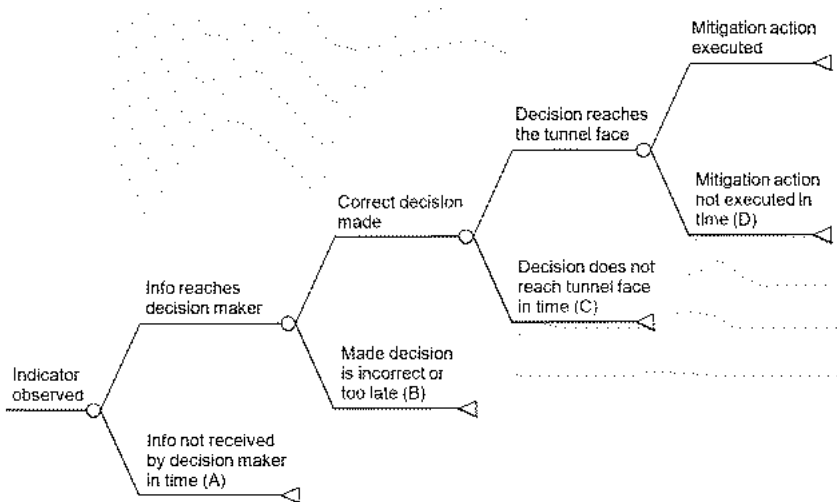 Mitigation action
executed
Decision reaches
the tunnel face
Mitigation action
not executed in
time (D)
Correct decision
made
Decision does not
reach tunnel face
in time (C)
Info reaches
decision maker
Made decision
is incorrect or
too late (B)
Indicator
observed
Info not received
by decision maker
in time (A)